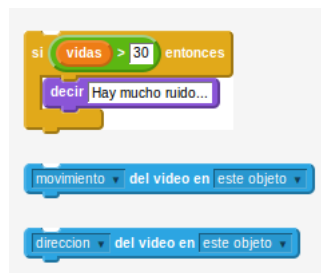 si vidas > 30 entonces
decir Hay mucho ruido...
movimiento del video en este objeto
direccion del video en este objeto